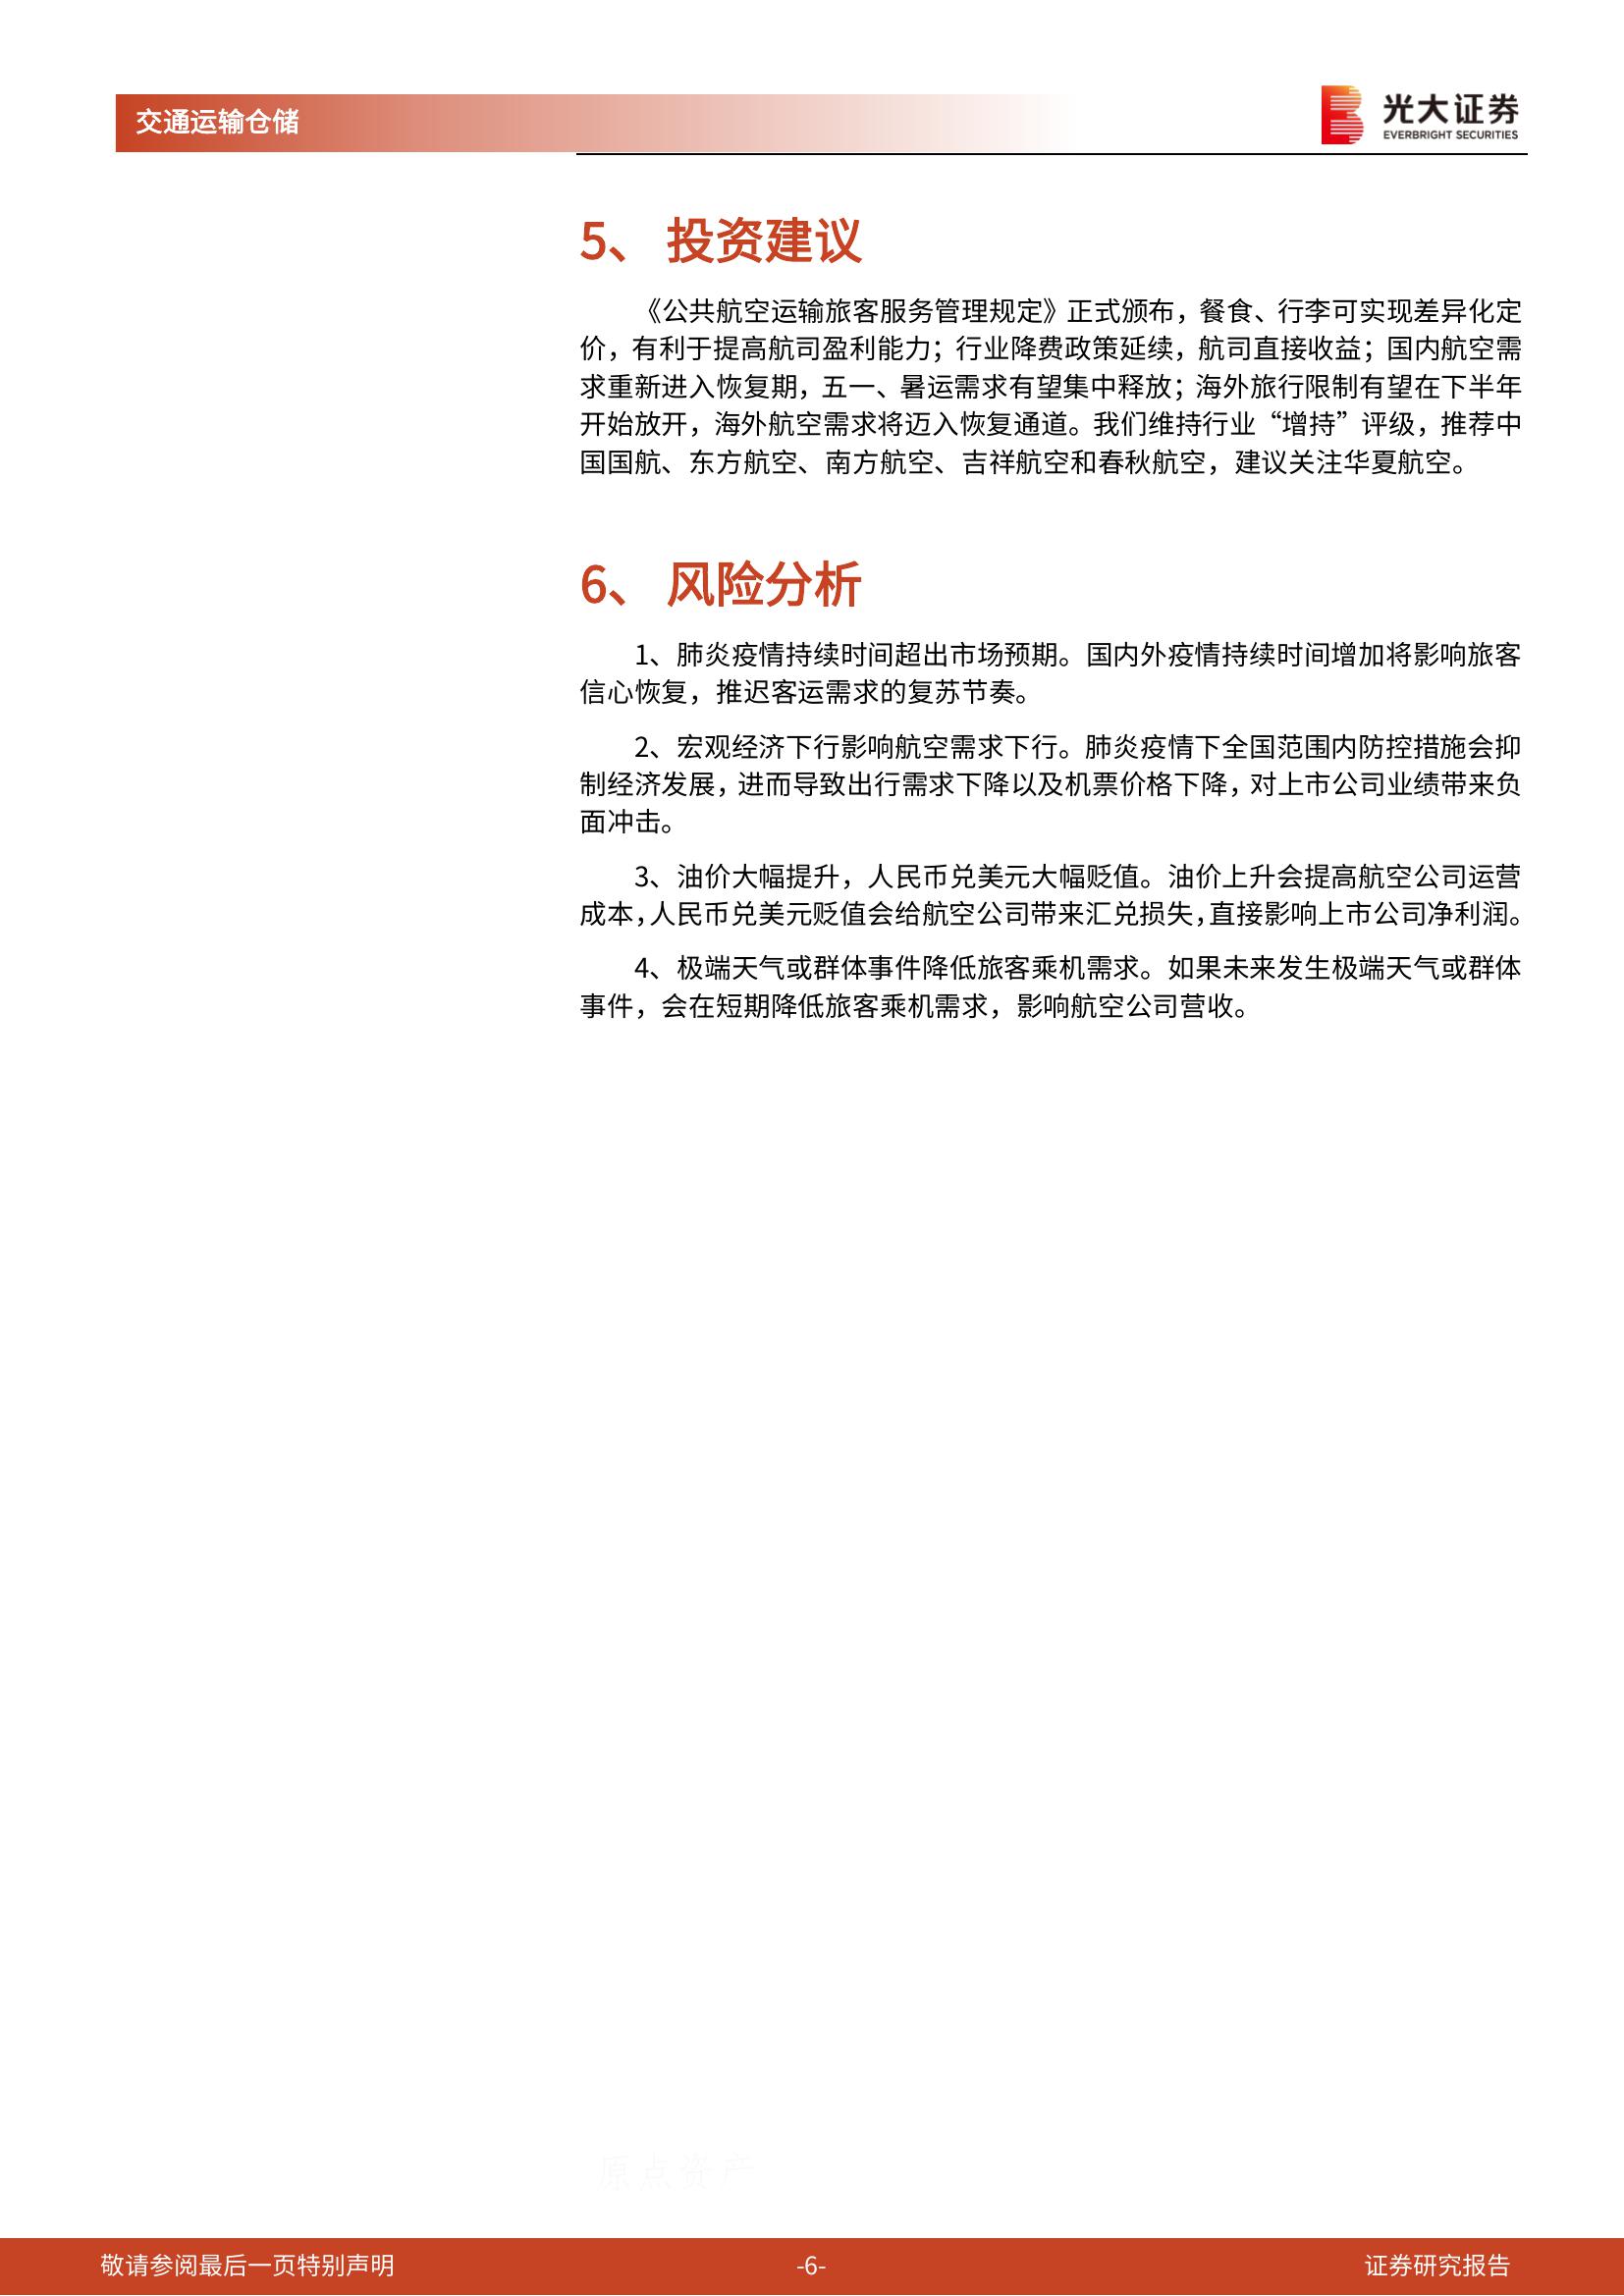 交通运输仓储
光大证券
EVERBRIGHT SECURITIES
5、 投资建议
《公共航空运输旅客服务管理规定》正式颁布，餐食、行李可实现差异化定
价，有利于提高航司盈利能力；行业降费政策延续，航司直接收益；国内航空需
求重新进入恢复期，五一、暑运需求有望集中释放；海外旅行限制有望在下半年
开始放开，海外航空需求将迈入恢复通道。我们维持行业“增持”评级，推荐中
国国航、东方航空、南方航空、吉祥航空和春秋航空，建议关注华夏航空。
6、 风险分析
1、肺炎疫情持续时间超出市场预期。国内外疫情持续时间增加将影响旅客
信心恢复，推迟客运需求的复苏节奏。
2、宏观经济下行影响航空需求下行。肺炎疫情下全国范围内防控措施会抑
制经济发展，进而导致出行需求下降以及机票价格下降，对上市公司业绩带来负
面冲击。
3、油价大幅提升，人民币兑美元大幅贬值。油价上升会提高航空公司运营
成本，人民币兑美元贬值会给航空公司带来汇兑损失，直接影响上市公司净利润。
4、极端天气或群体事件降低旅客乘机需求。如果未来发生极端天气或群体
事件，会在短期降低旅客乘机需求，影响航空公司营收。
原点资产
敬请参阅最后一页特别声明
-6-
证券研究报告